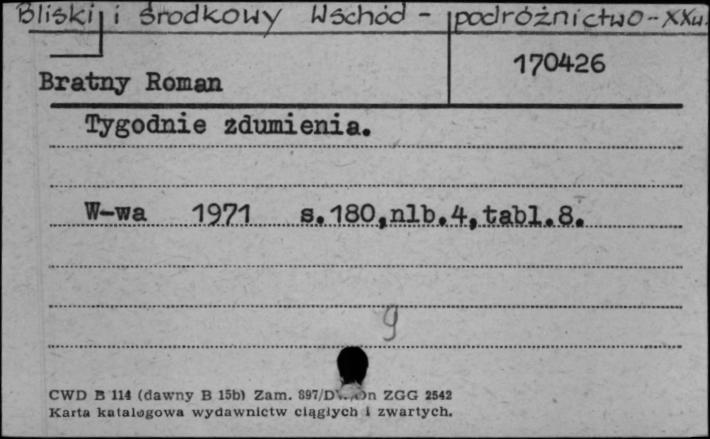 Bliski i środkowy Wschód - podróżnictwo - XXw.
170426
Bratny Roman
Tygodnie zdumienia.
W-wa 1971 s.180,nlb.4,tabl.8.
9
CWD B 114 (dawny B 15b) Zam. 897/ ZGG 2542
Karta katalogowa wydawnictw ciągłych i zwartych.